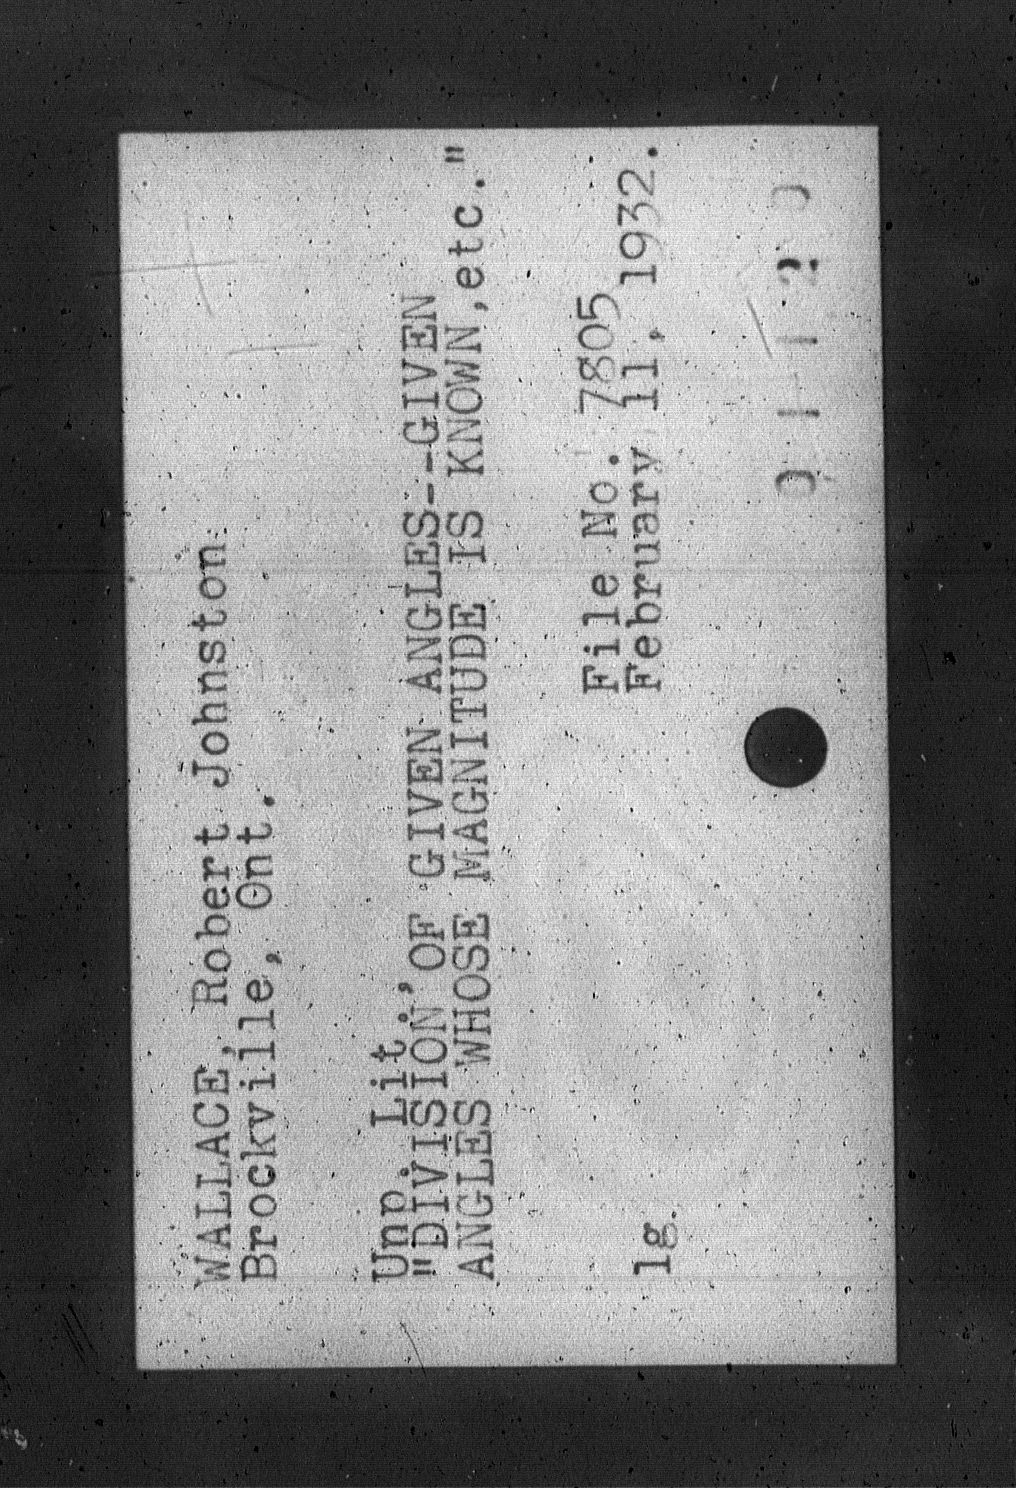 WALLACE, Robert Johnston
Brockville, Ont.
Unp. Lit.
"DIVISION OF GIVEN ANGLES--GIVEN
ANGLES WHOSE MAGNITUDE IS KNOWN,etc."
File No. 7805
February 11, 1932.
lg